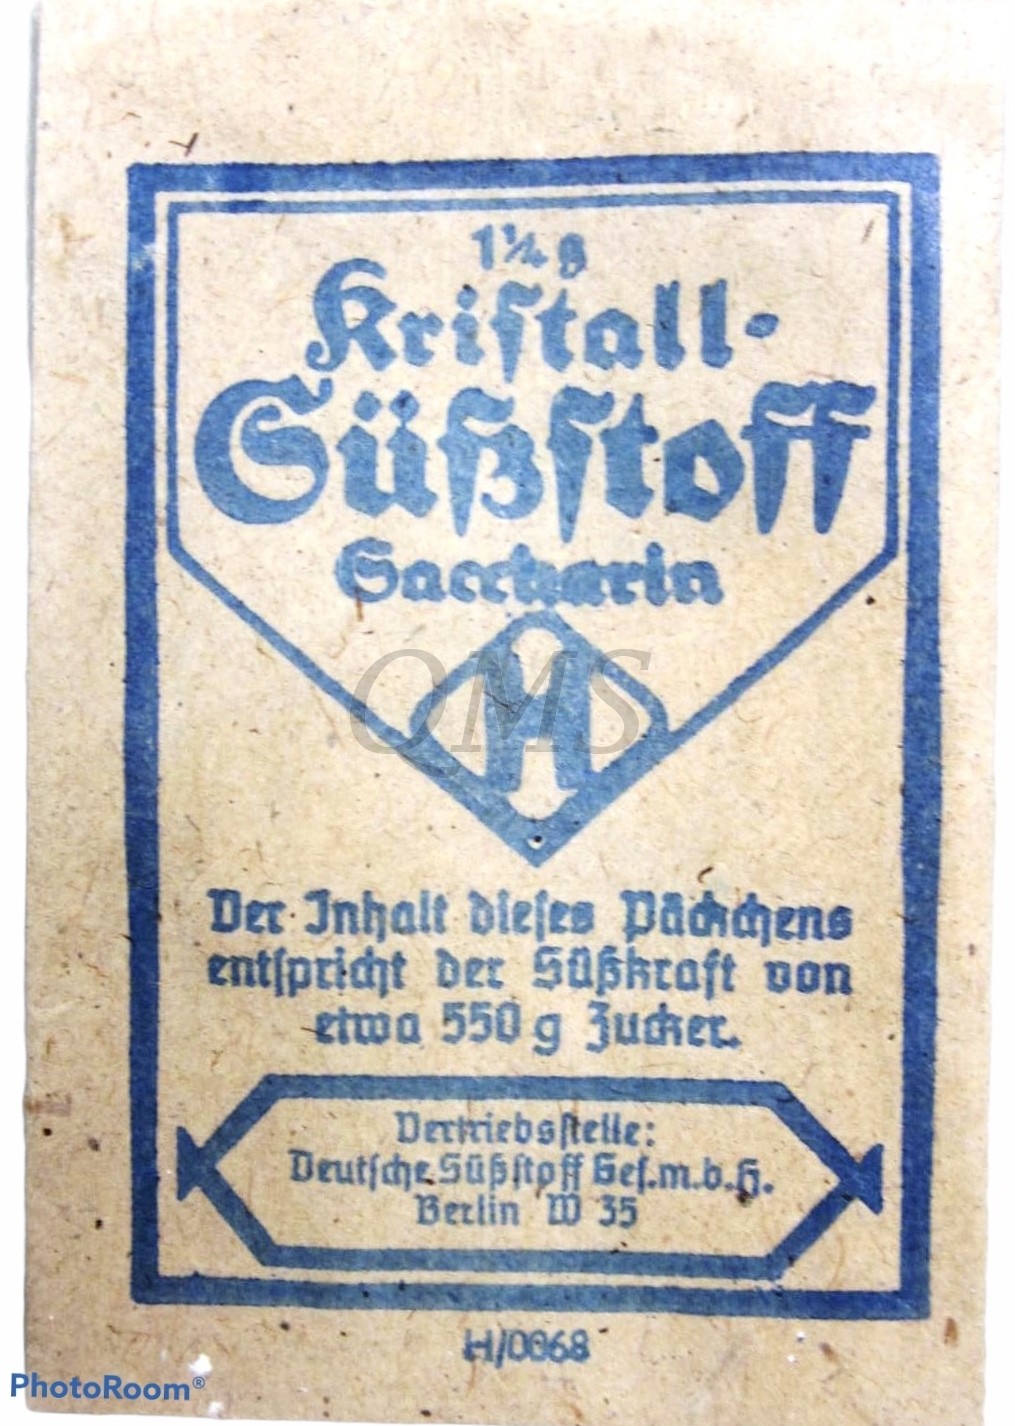 1¼ g
Kristall-
Süßstoff
Saccharin
H
QMS
Der Inhalt dieses Päckchens
entspricht der Süßkraft von
etwa 550 g Zucker.
Vertriebsstelle:
Deutsche Süßstoff Ges.m.b.H.
Berlin W 35
H/0068
PhotoRoom®